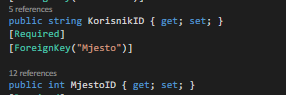 5 references
public string KorisnikID { get; set; }
[Required]
[ForeignKey("Mjesto")]
12 references
public int MjestoID { get; set; }